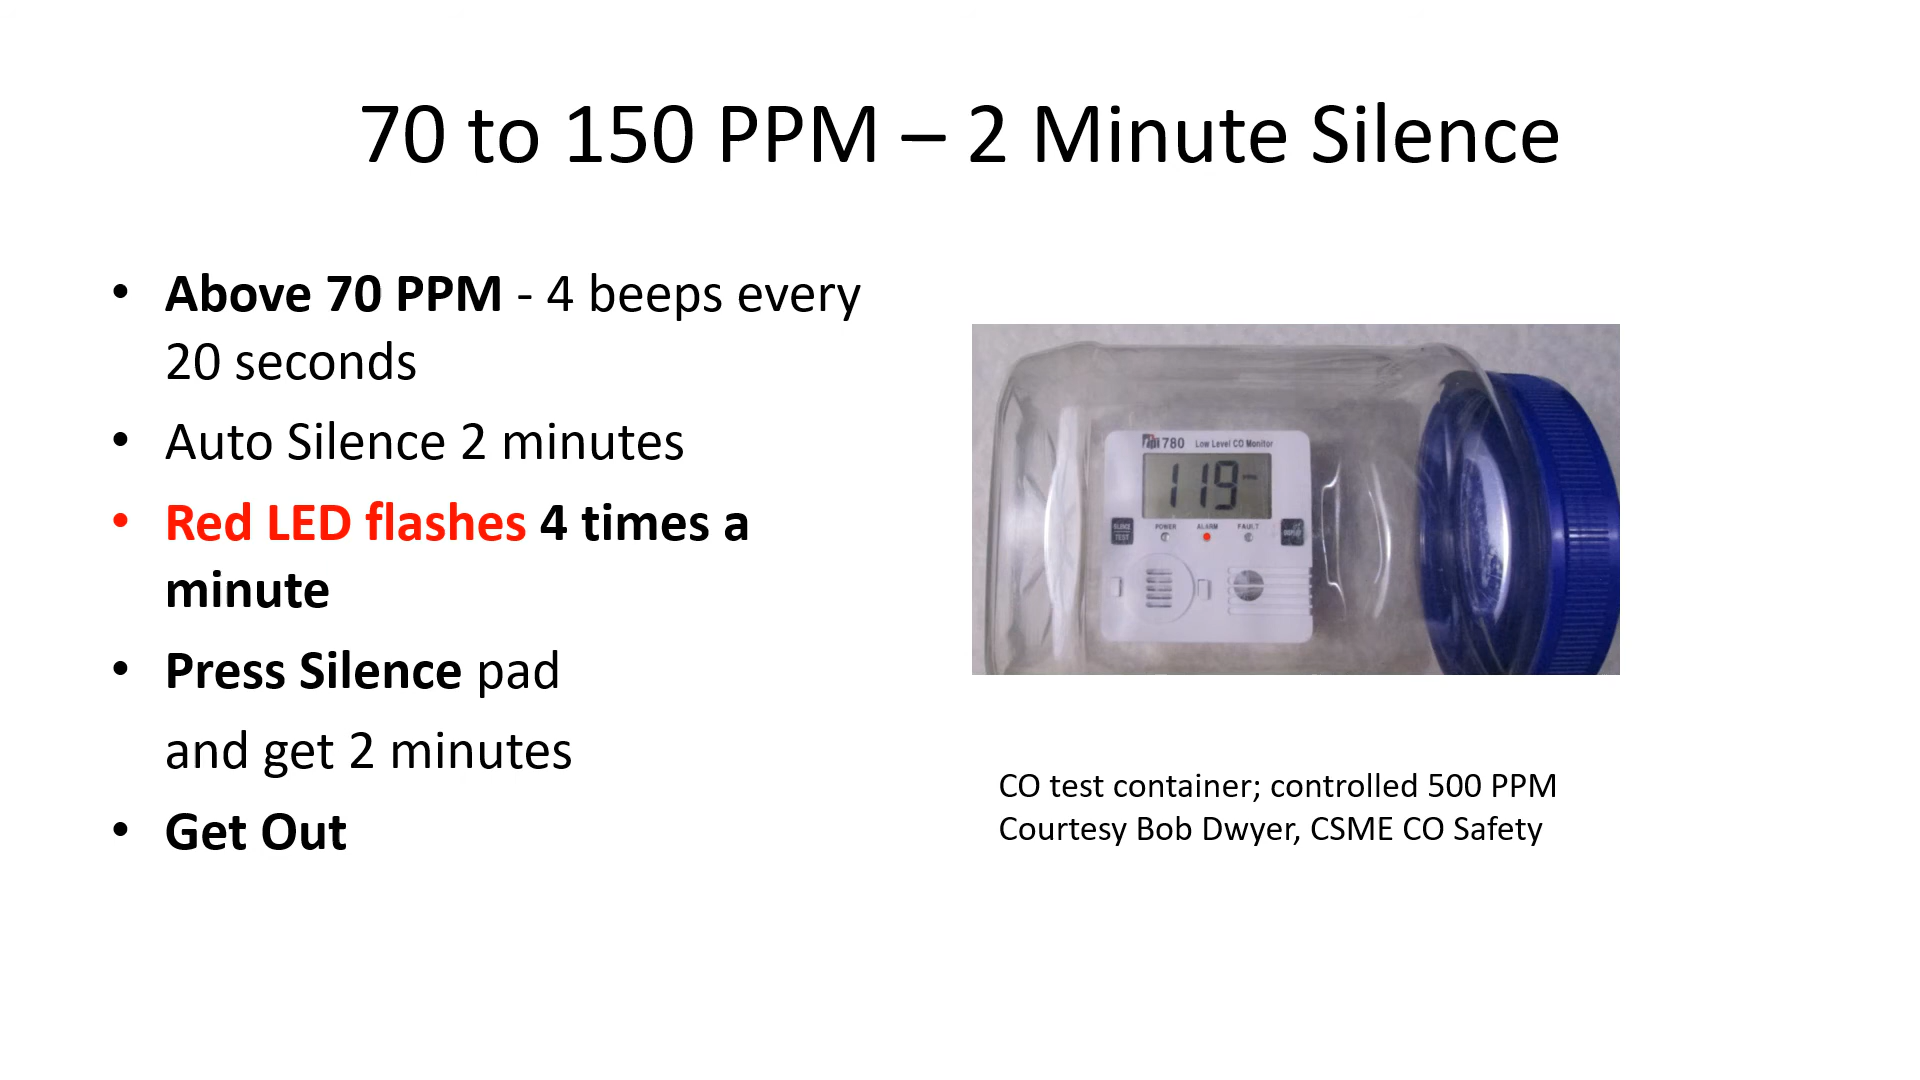 70 to 150 PPM – 2 Minute Silence
• Above 70 PPM - 4 beeps every
20 seconds
• Auto Silence 2 minutes
• Red LED flashes 4 times a
minute
• Press Silence pad
and get 2 minutes
• Get Out
780 Low Level CO Monitor
119
POWER ALARM FAULT
SILENCE
TEST
CO test container; controlled 500 PPM
Courtesy Bob Dwyer, CSME CO Safety